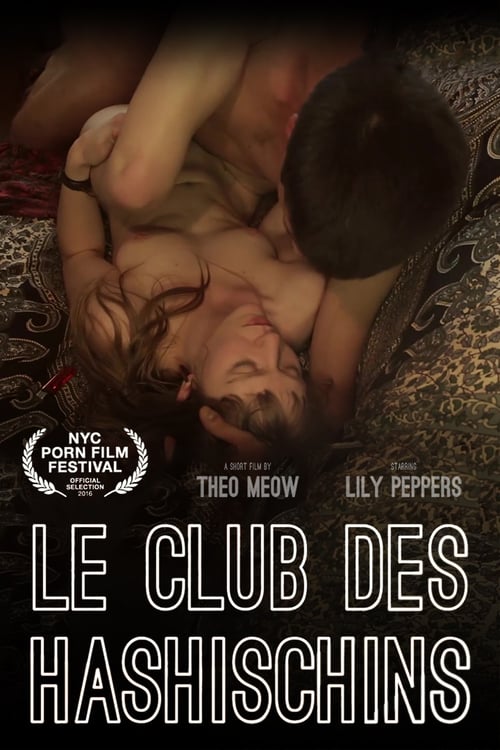 NYC
PORN FILM
FESTIVAL
OFFICIAL
SELECTION
2016
A SHORT FILM BY
THEO MEOW
STARRING
LILY PEPPERS
LE CLUB DES
HASHISCHINS